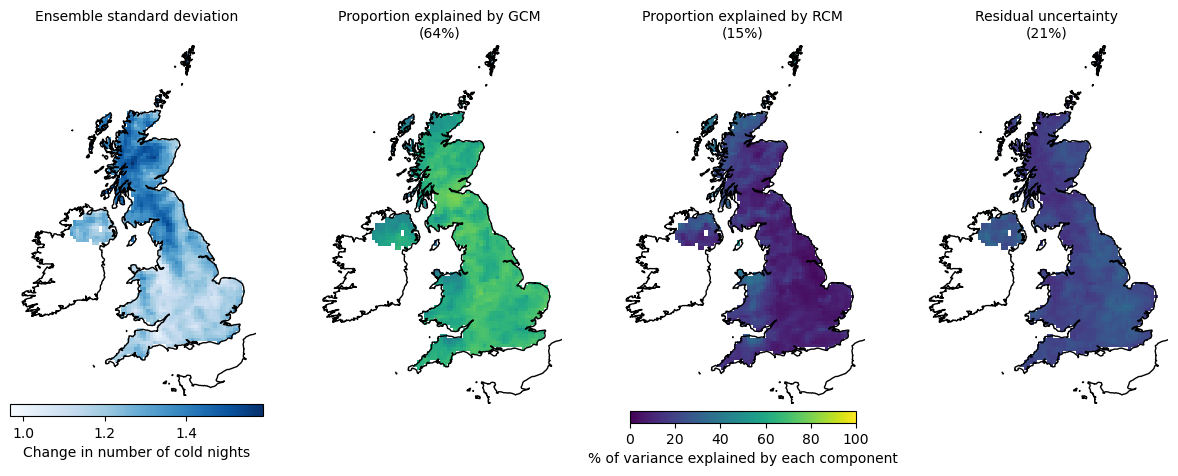 Ensemble standard deviation
Proportion explained by GCM
(64%)
Proportion explained by RCM
(15%)
Residual uncertainty
(21%)
1.0 1.2 1.4
Change in number of cold nights
0 20 40 60 80 100
% of variance explained by each component